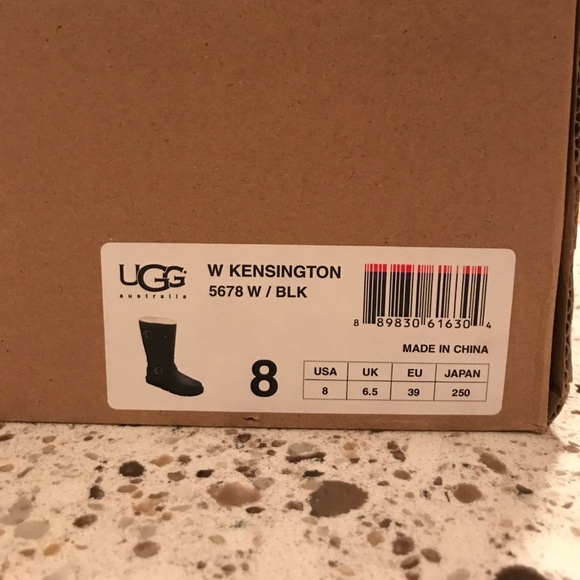 UGG
australia
W KENSINGTON
5678 W / BLK
8 89830 61630 4
MADE IN CHINA
8
USA UK EU JAPAN
8 6.5 39 250